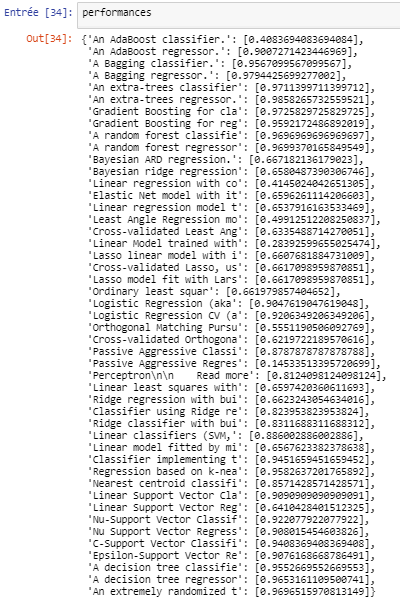 Entrée [34]: performances
Out[34]: {'An AdaBoost classifier.': [0.4083694083694084],
'An AdaBoost regressor.': [0.9007271423446969],
'A Bagging classifier.': [0.9567099567099567],
'A Bagging regressor.': [0.9794425699277002],
'An extra-trees classifier': [0.9711399711399712],
'An extra-trees regressor.': [0.9858265732559521],
'Gradient Boosting for cla': [0.9725829725829725],
'Gradient Boosting for reg': [0.9592172486892019],
'A random forest classifie': [0.9696969696969697],
'A random forest regressor': [0.9699370165849549],
'Bayesian ARD regression.': [0.667182136179023],
'Bayesian ridge regression': [0.6580487390306746],
'Linear regression with co': [0.4145024042651305],
'Elastic Net model with it': [0.6596261114206603],
'Linear regression model t': [0.653791616353 3469],
'Least Angle Regression mo': [0.49912512208250837],
'Cross-validated Least Ang': [0.6335488714270051],
'Linear Model trained with': [0.28392599655025474],
'Lasso linear model with i': [0.6607681884731009],
'Cross-validated Lasso, us': [0.6617098959870851],
'Lasso model fit with Lars': [0.6617098959870851],
'Ordinary least squar': [0.661979857404652],
'Logistic Regression (aka': [0.9047619047619048],
'Logistic Regression CV (a': [0.9206349206349206],
'Orthogonal Matching Pursu': [0.5551190506092769],
'Cross-validated Orthogona': [0.6219722189570616],
'Passive Aggressive Classi': [0.8787878787878788],
'Passive Aggressive Regres': [0.14533513395720699],
'Perceptron\n\n    Read more': [0.8124098124098124],
'Linear least squares with': [0.6597420360611693],
'Ridge regression with bui': [0.6623243054634016],
'Classifier using Ridge re': [0.823953823953824],
'Ridge classifier with bui': [0.8311688311688312],
'Linear classifiers (SVM,': [0.886002886002886],
'Linear model fitted by mi': [0.6567623382378638],
'Classifier implementing t': [0.9451659451659452],
'Regression based on k-nea': [0.9582637201765892],
'Nearest centroid classifi': [0.8571428571428571],
'Linear Support Vector Cla': [0.9090909090909091],
'Linear Support Vector Reg': [0.6410428401512325],
'Nu-Support Vector Classif': [0.922077922077922],
'Nu Support Vector Regress': [0.908015454603826],
'C-Support Vector Classifi': [0.9408369408369408],
'Epsilon-Support Vector Re': [0.9076168668786491],
'A decision tree classifie': [0.9552669552669553],
'A decision tree regressor': [0.9653161109500741],
'An extremely randomized t': [0.9696515970813149]}